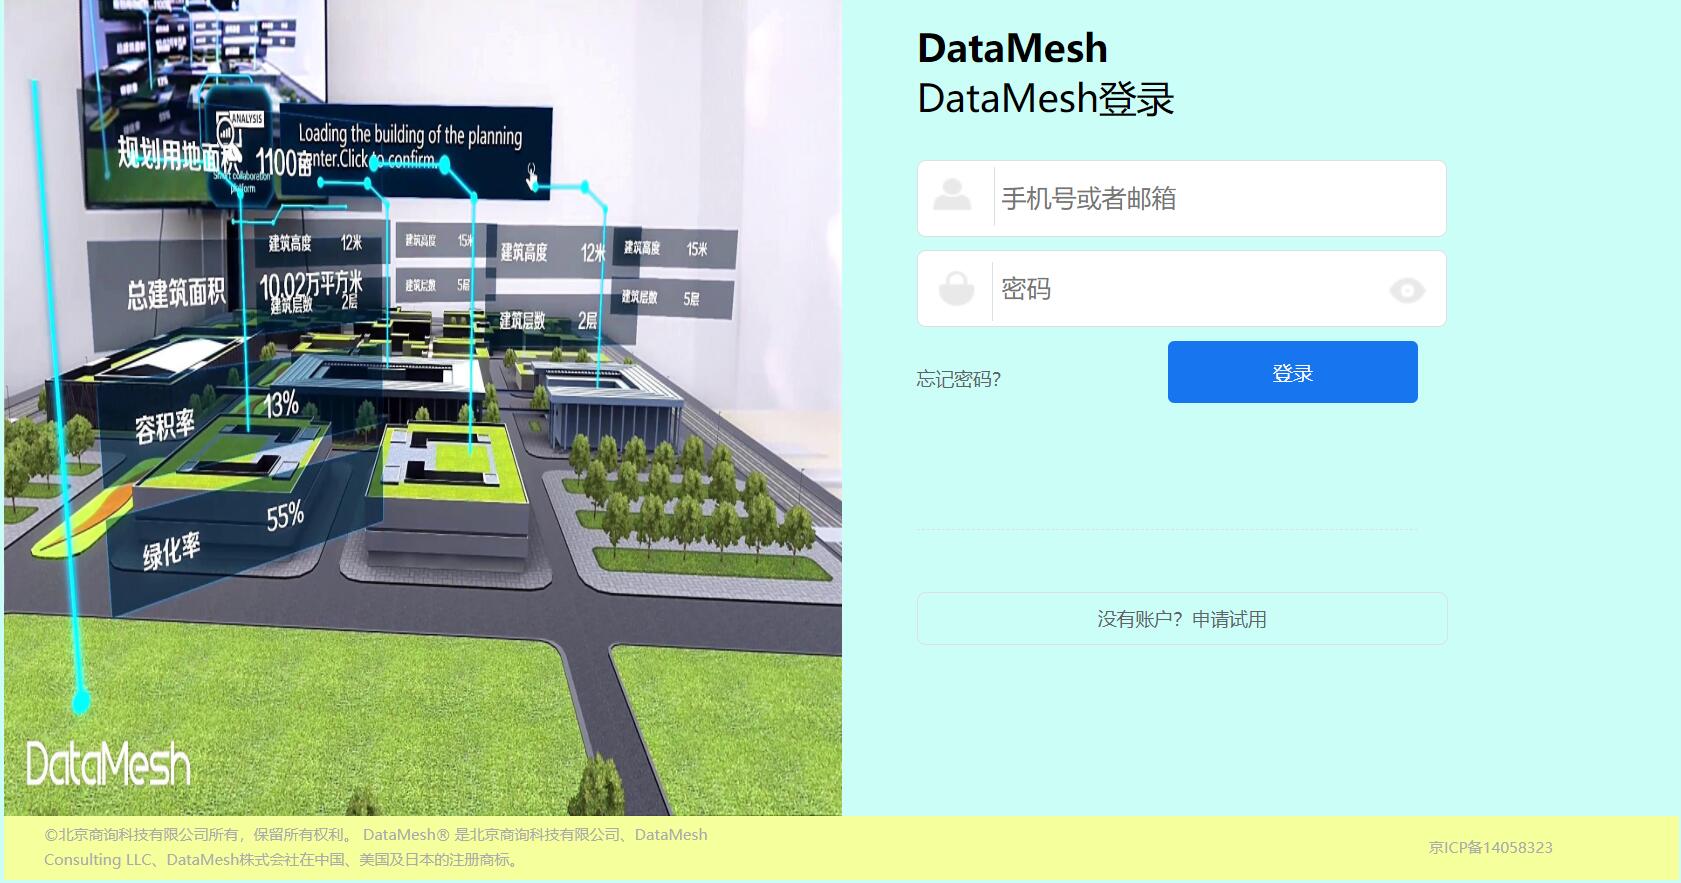 ANALYSIS
Loading the building of the planning
enter.Click to confirm.
规划用地面积 1100亩
Smart collaboration
platform
建筑高度 12米
建筑高度 15米
建筑高度 12米
建筑高度 15米
总建筑面积 10.02万平方米
建筑层数 2层
建筑层数 5层
建筑层数 2层
建筑层数 5层
容积率 13%
绿化率 55%
DataMesh
DataMesh
DataMesh登录
手机号或者邮箱
密码
忘记密码?
登录
没有账户? 申请试用
©北京商询科技有限公司所有，保留所有权利。 DataMesh® 是北京商询科技有限公司、DataMesh
Consulting LLC、DataMesh株式会社在中国、美国及日本的注册商标。
京ICP备14058323